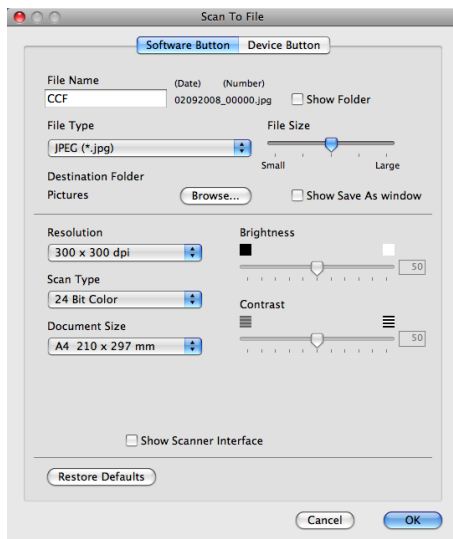 Scan To File
Software Button Device Button
File Name (Date) (Number)
CCF 02092008_00000.jpg Show Folder
File Type File Size
JPEG (*.jpg)
Small Large
Destination Folder
Pictures Browse... Show Save As window
Resolution Brightness
300 x 300 dpi
50
Scan Type
24 Bit Color
Contrast
Document Size
A4 210 x 297 mm 50
Show Scanner Interface
Restore Defaults
Cancel OK